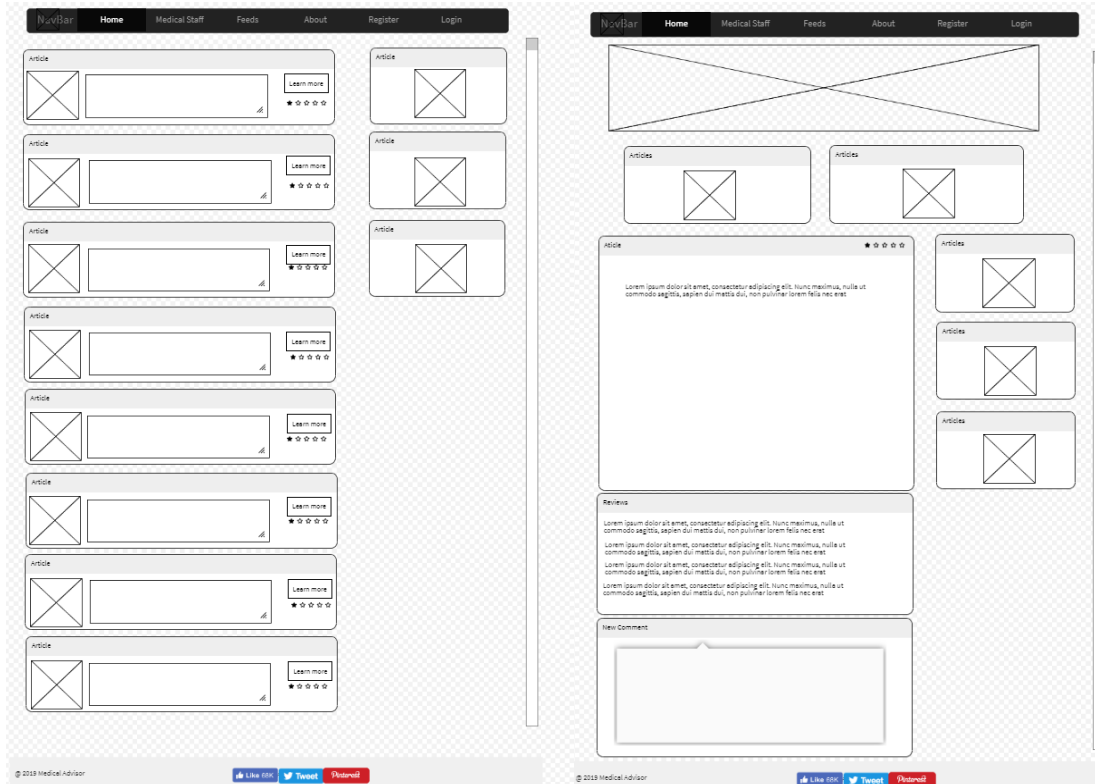 NavBar Home Medical Staff Feeds About Register Login
Article
Learn more
Article
Learn more
Article
Learn more
Article
Learn more
Article
Learn more
Article
Learn more
Article
Learn more
Article
Learn more
Article
Article
Article
@ 2019 Medical Advisor
Like 68K
Tweet
Pinterest
NavBar Home Medical Staff Feeds About Register Login
Articles
Articles
Aticle
Lorem ipsum dolor sit amet, consectetur adipiscing elit. Nunc maximus, nulla ut
commodo sagittis, sapien dui mattis dui, non pulvinar lorem felis nec erat
Articles
Articles
Articles
Reviews
Lorem ipsum dolor sit amet, consectetur adipiscing elit. Nunc maximus, nulla ut
commodo sagittis, sapien dui mattis dui, non pulvinar lorem felis nec erat
Lorem ipsum dolor sit amet, consectetur adipiscing elit. Nunc maximus, nulla ut
commodo sagittis, sapien dui mattis dui, non pulvinar lorem felis nec erat
Lorem ipsum dolor sit amet, consectetur adipiscing elit. Nunc maximus, nulla ut
commodo sagittis, sapien dui mattis dui, non pulvinar lorem felis nec erat
Lorem ipsum dolor sit amet, consectetur adipiscing elit. Nunc maximus, nulla ut
commodo sagittis, sapien dui mattis dui, non pulvinar lorem felis nec erat
New Comment
@ 2019 Medical Advisor
Like 68K
Tweet
Pinterest